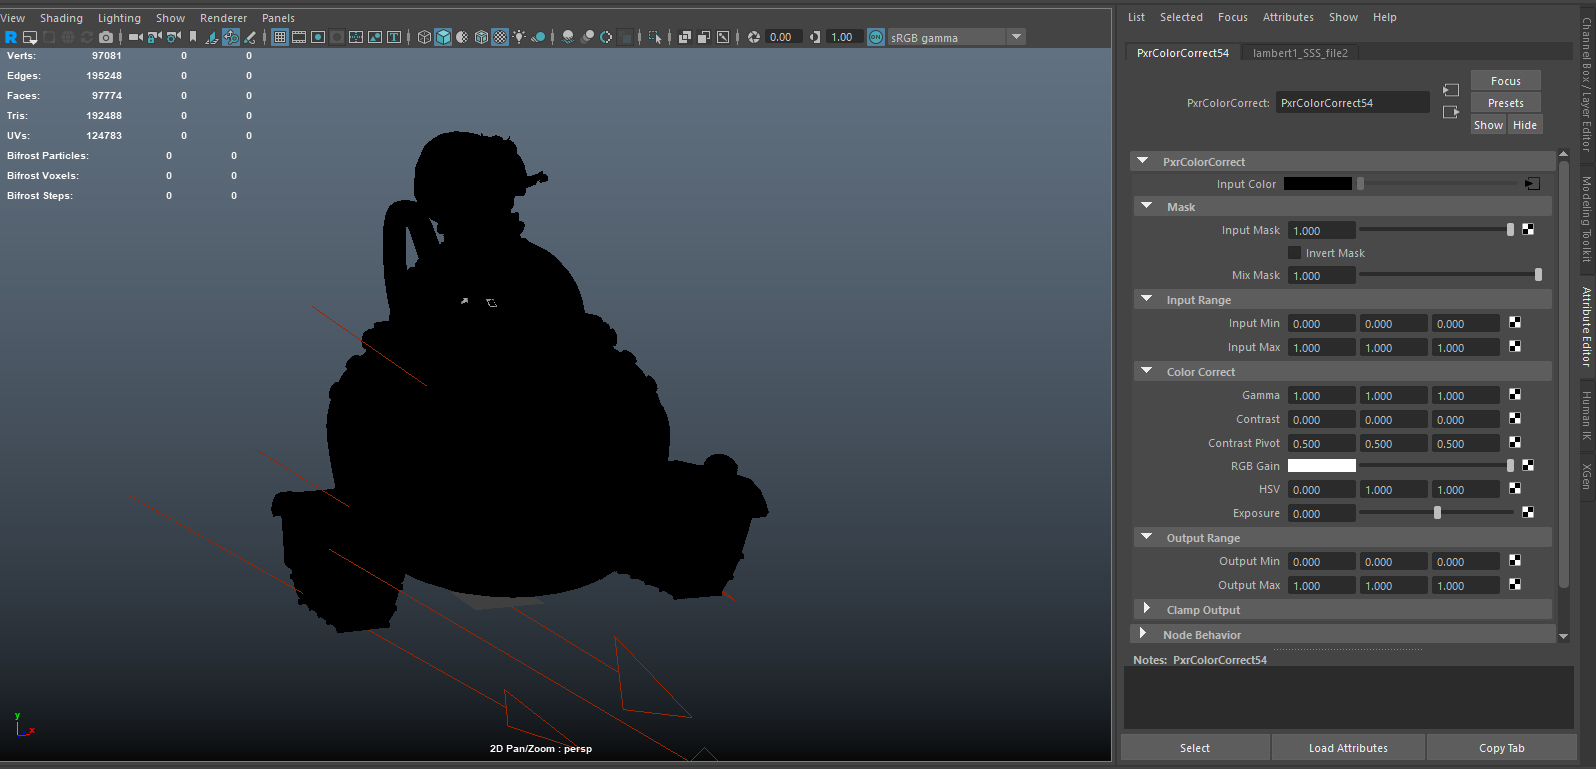 View Shading Lighting Show Renderer Panels
R 0.00 1.00 ON sRGB gamma
Verts: 97081 0 0
Edges: 195248 0 0
Faces: 97774 0 0
Tris: 192488 0 0
UVs: 124783 0 0
Bifrost Particles: 0 0
Bifrost Voxels: 0 0
Bifrost Steps: 0 0
y
x
2D Pan/Zoom : persp
List Selected Focus Attributes Show Help
PxrColorCorrect54 lambert1_SSS_file2
PxrColorCorrect: PxrColorCorrect54
Focus
Presets
Show Hide
PxrColorCorrect
Input Color
Mask
Input Mask 1.000
Invert Mask
Mix Mask 1.000
Input Range
Input Min 0.000 0.000 0.000
Input Max 1.000 1.000 1.000
Color Correct
Gamma 1.000 1.000 1.000
Contrast 0.000 0.000 0.000
Contrast Pivot 0.500 0.500 0.500
RGB Gain
HSV 0.000 1.000 1.000
Exposure 0.000
Output Range
Output Min 0.000 0.000 0.000
Output Max 1.000 1.000 1.000
Clamp Output
Node Behavior
Notes: PxrColorCorrect54
Select Load Attributes Copy Tab
Channel Box / Layer Editor
Modeling Toolkit
Attribute Editor
Human IK
XGen